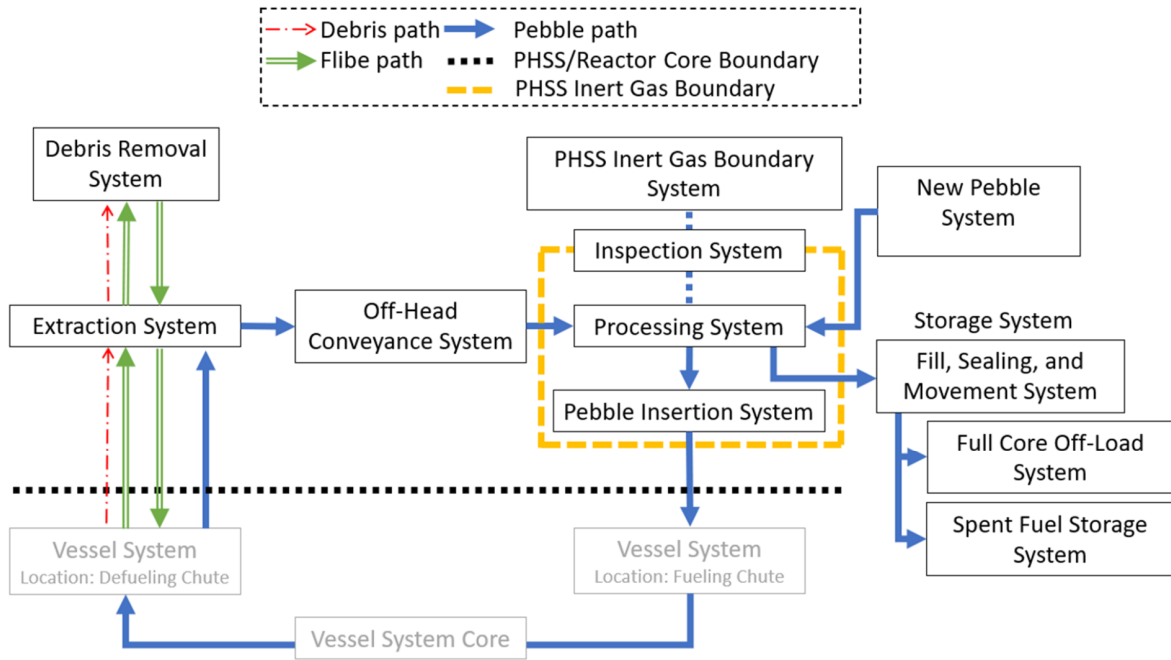 Debris path
Pebble path
Flibe path
PHSS/Reactor Core Boundary
PHSS Inert Gas Boundary
Debris Removal
System
PHSS Inert Gas Boundary
System
New Pebble
System
Inspection System
Extraction System
Off-Head
Conveyance System
Processing System
Storage System
Fill, Sealing, and
Movement System
Pebble Insertion System
Full Core Off-Load
System
Spent Fuel Storage
System
Vessel System
Location: Defueling Chute
Vessel System
Location: Fueling Chute
Vessel System Core